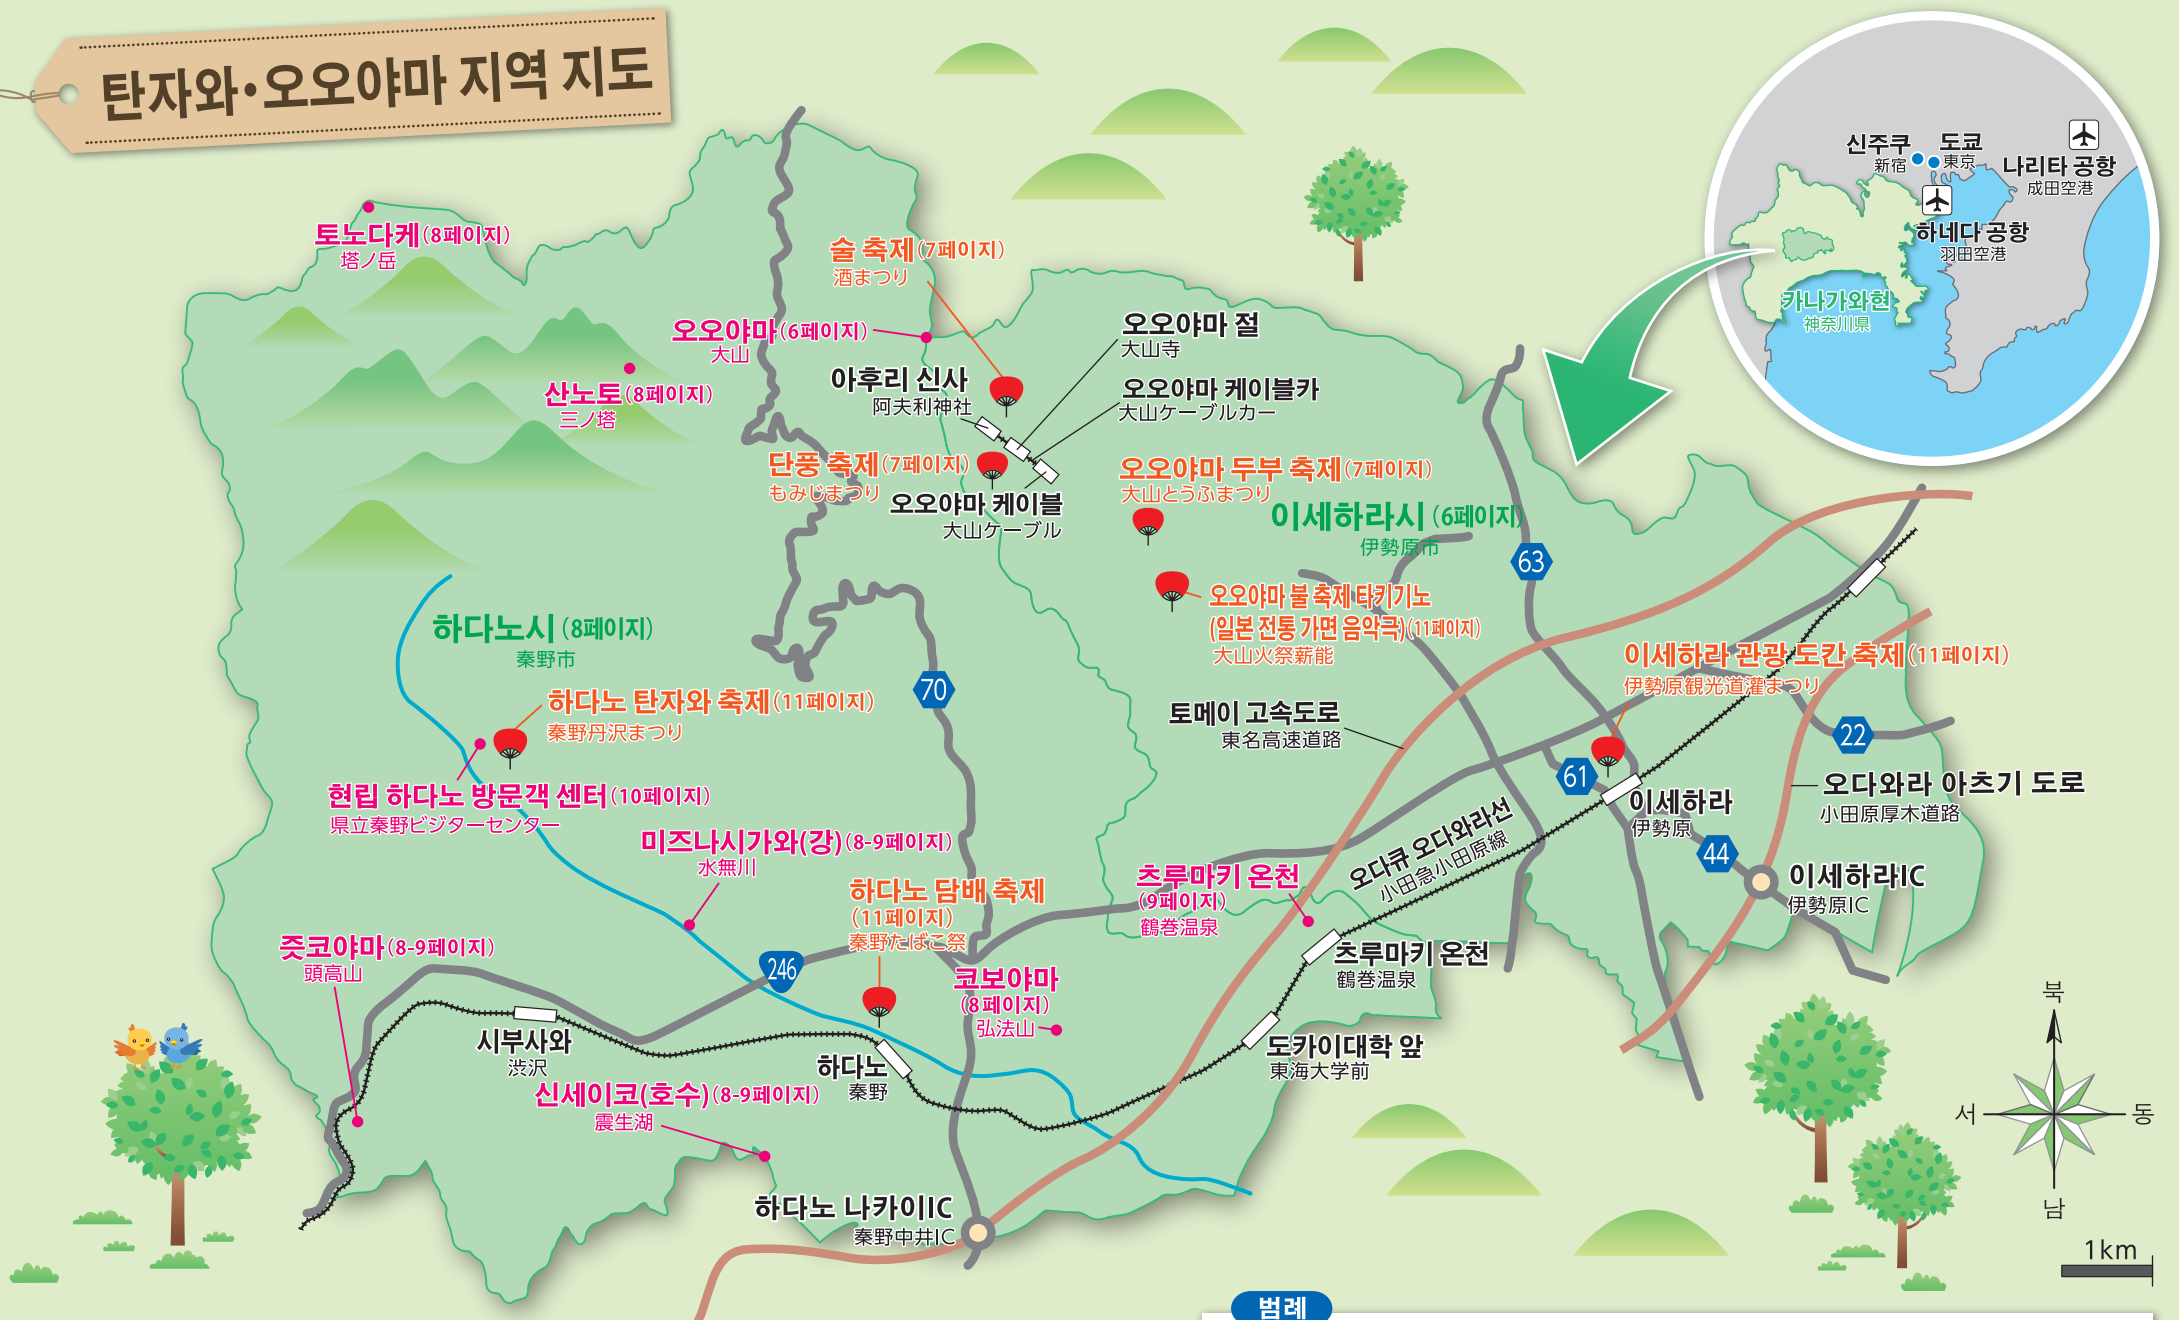 탄자와·오오야마 지역 지도
신주쿠
新宿
도쿄
東京
나리타 공항
成田空港
하네다 공항
羽田空港
카나가와현
神奈川県
토노다케(8페이지)
塔ノ岳
술 축제(7페이지)
酒まつり
오오야마(6페이지)
大山
오오야마 절
大山寺
산노토(8페이지)
三ノ塔
아후리 신사
阿夫利神社
오오야마 케이블카
大山ケーブルカー
단풍 축제(7페이지)
もみじまつり
오오야마 케이블
大山ケーブル
오오야마 두부 축제(7페이지)
大山とうふまつり
이세하라시(6페이지)
伊勢原市
63
오오야마 불 축제 타키기노
(일본 전통 가면 음악극)(11페이지)
大山火祭薪能
하다노시(8페이지)
秦野市
이세하라 관광 도칸 축제(11페이지)
伊勢原観光道灌まつり
70
하다노 탄자와 축제(11페이지)
秦野丹沢まつり
토메이 고속도로
東名高速道路
22
61
현립 하다노 방문객 센터(10페이지)
県立秦野ビジターセンター
이세하라
伊勢原
오다와라 아츠기 도로
小田原厚木道路
미즈나시가와(강)(8-9페이지)
水無川
오다큐 오다와라선
小田急小田原線
44
하다노 담배 축제
(11페이지)
秦野たばこ祭
츠루마키 온천
(9페이지)
鶴巻温泉
이세하라IC
伊勢原IC
즛코야마(8-9페이지)
頭高山
246
코보야마
(8페이지)
弘法山
츠루마키 온천
鶴巻温泉
시부사와
渋沢
하다노
秦野
도카이대학 앞
東海大学前
신세이코(호수)(8-9페이지)
震生湖
하다노 나카이IC
秦野中井IC
북
서
동
남
1km
범례